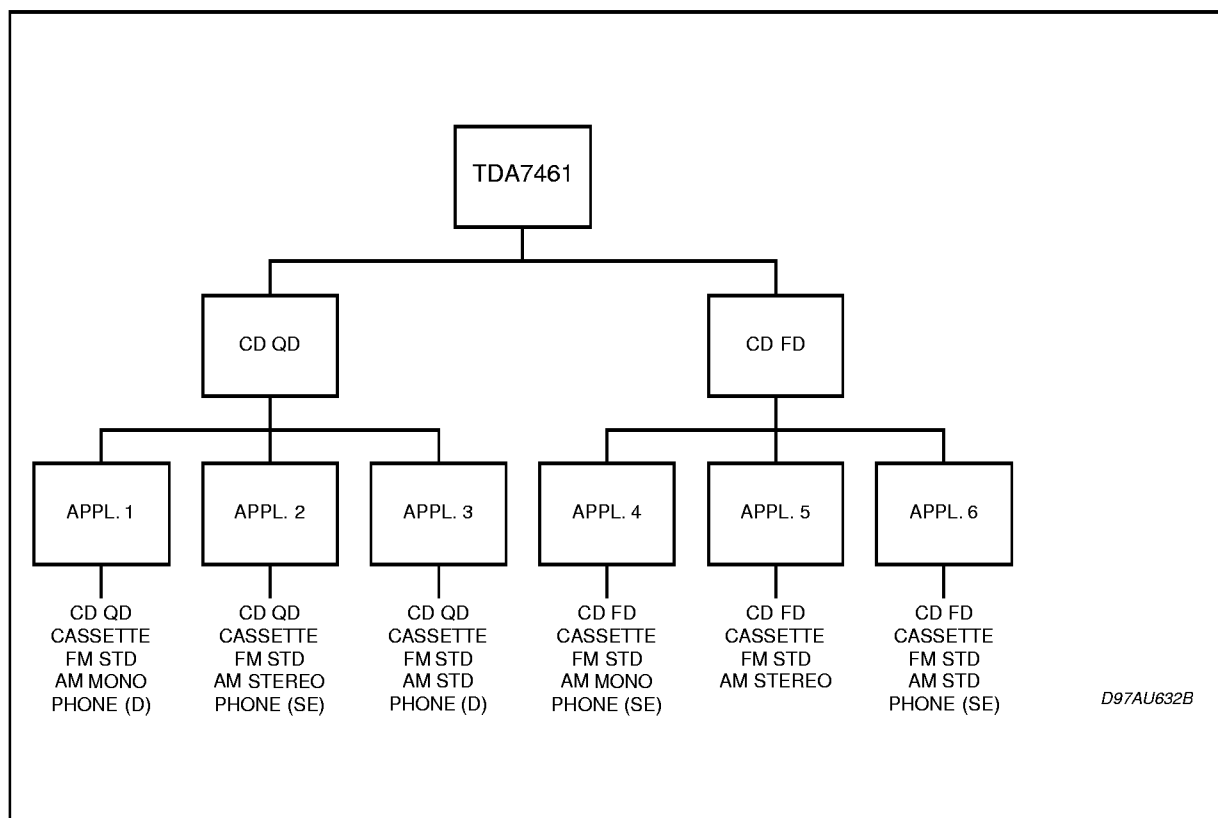 TDA7461
CD QD
CD FD
APPL. 1
APPL. 2
APPL. 3
APPL. 4
APPL. 5
APPL. 6
CD QD
CASSETTE
FM STD
AM MONO
PHONE (D)
CD QD
CASSETTE
FM STD
AM STEREO
PHONE (SE)
CD QD
CASSETTE
FM STD
AM STD
PHONE (D)
CD FD
CASSETTE
FM STD
AM MONO
PHONE (SE)
CD FD
CASSETTE
FM STD
AM STEREO
CD FD
CASSETTE
FM STD
AM STD
PHONE (SE)
D97AU632B